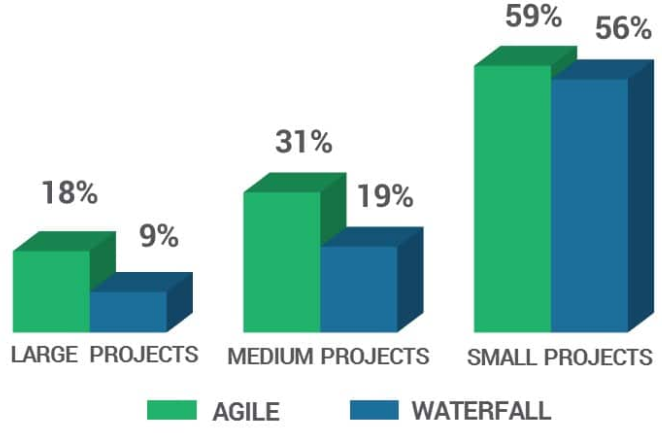 18%
9%
31%
19%
59%
56%
LARGE PROJECTS
MEDIUM PROJECTS
SMALL PROJECTS
AGILE
WATERFALL